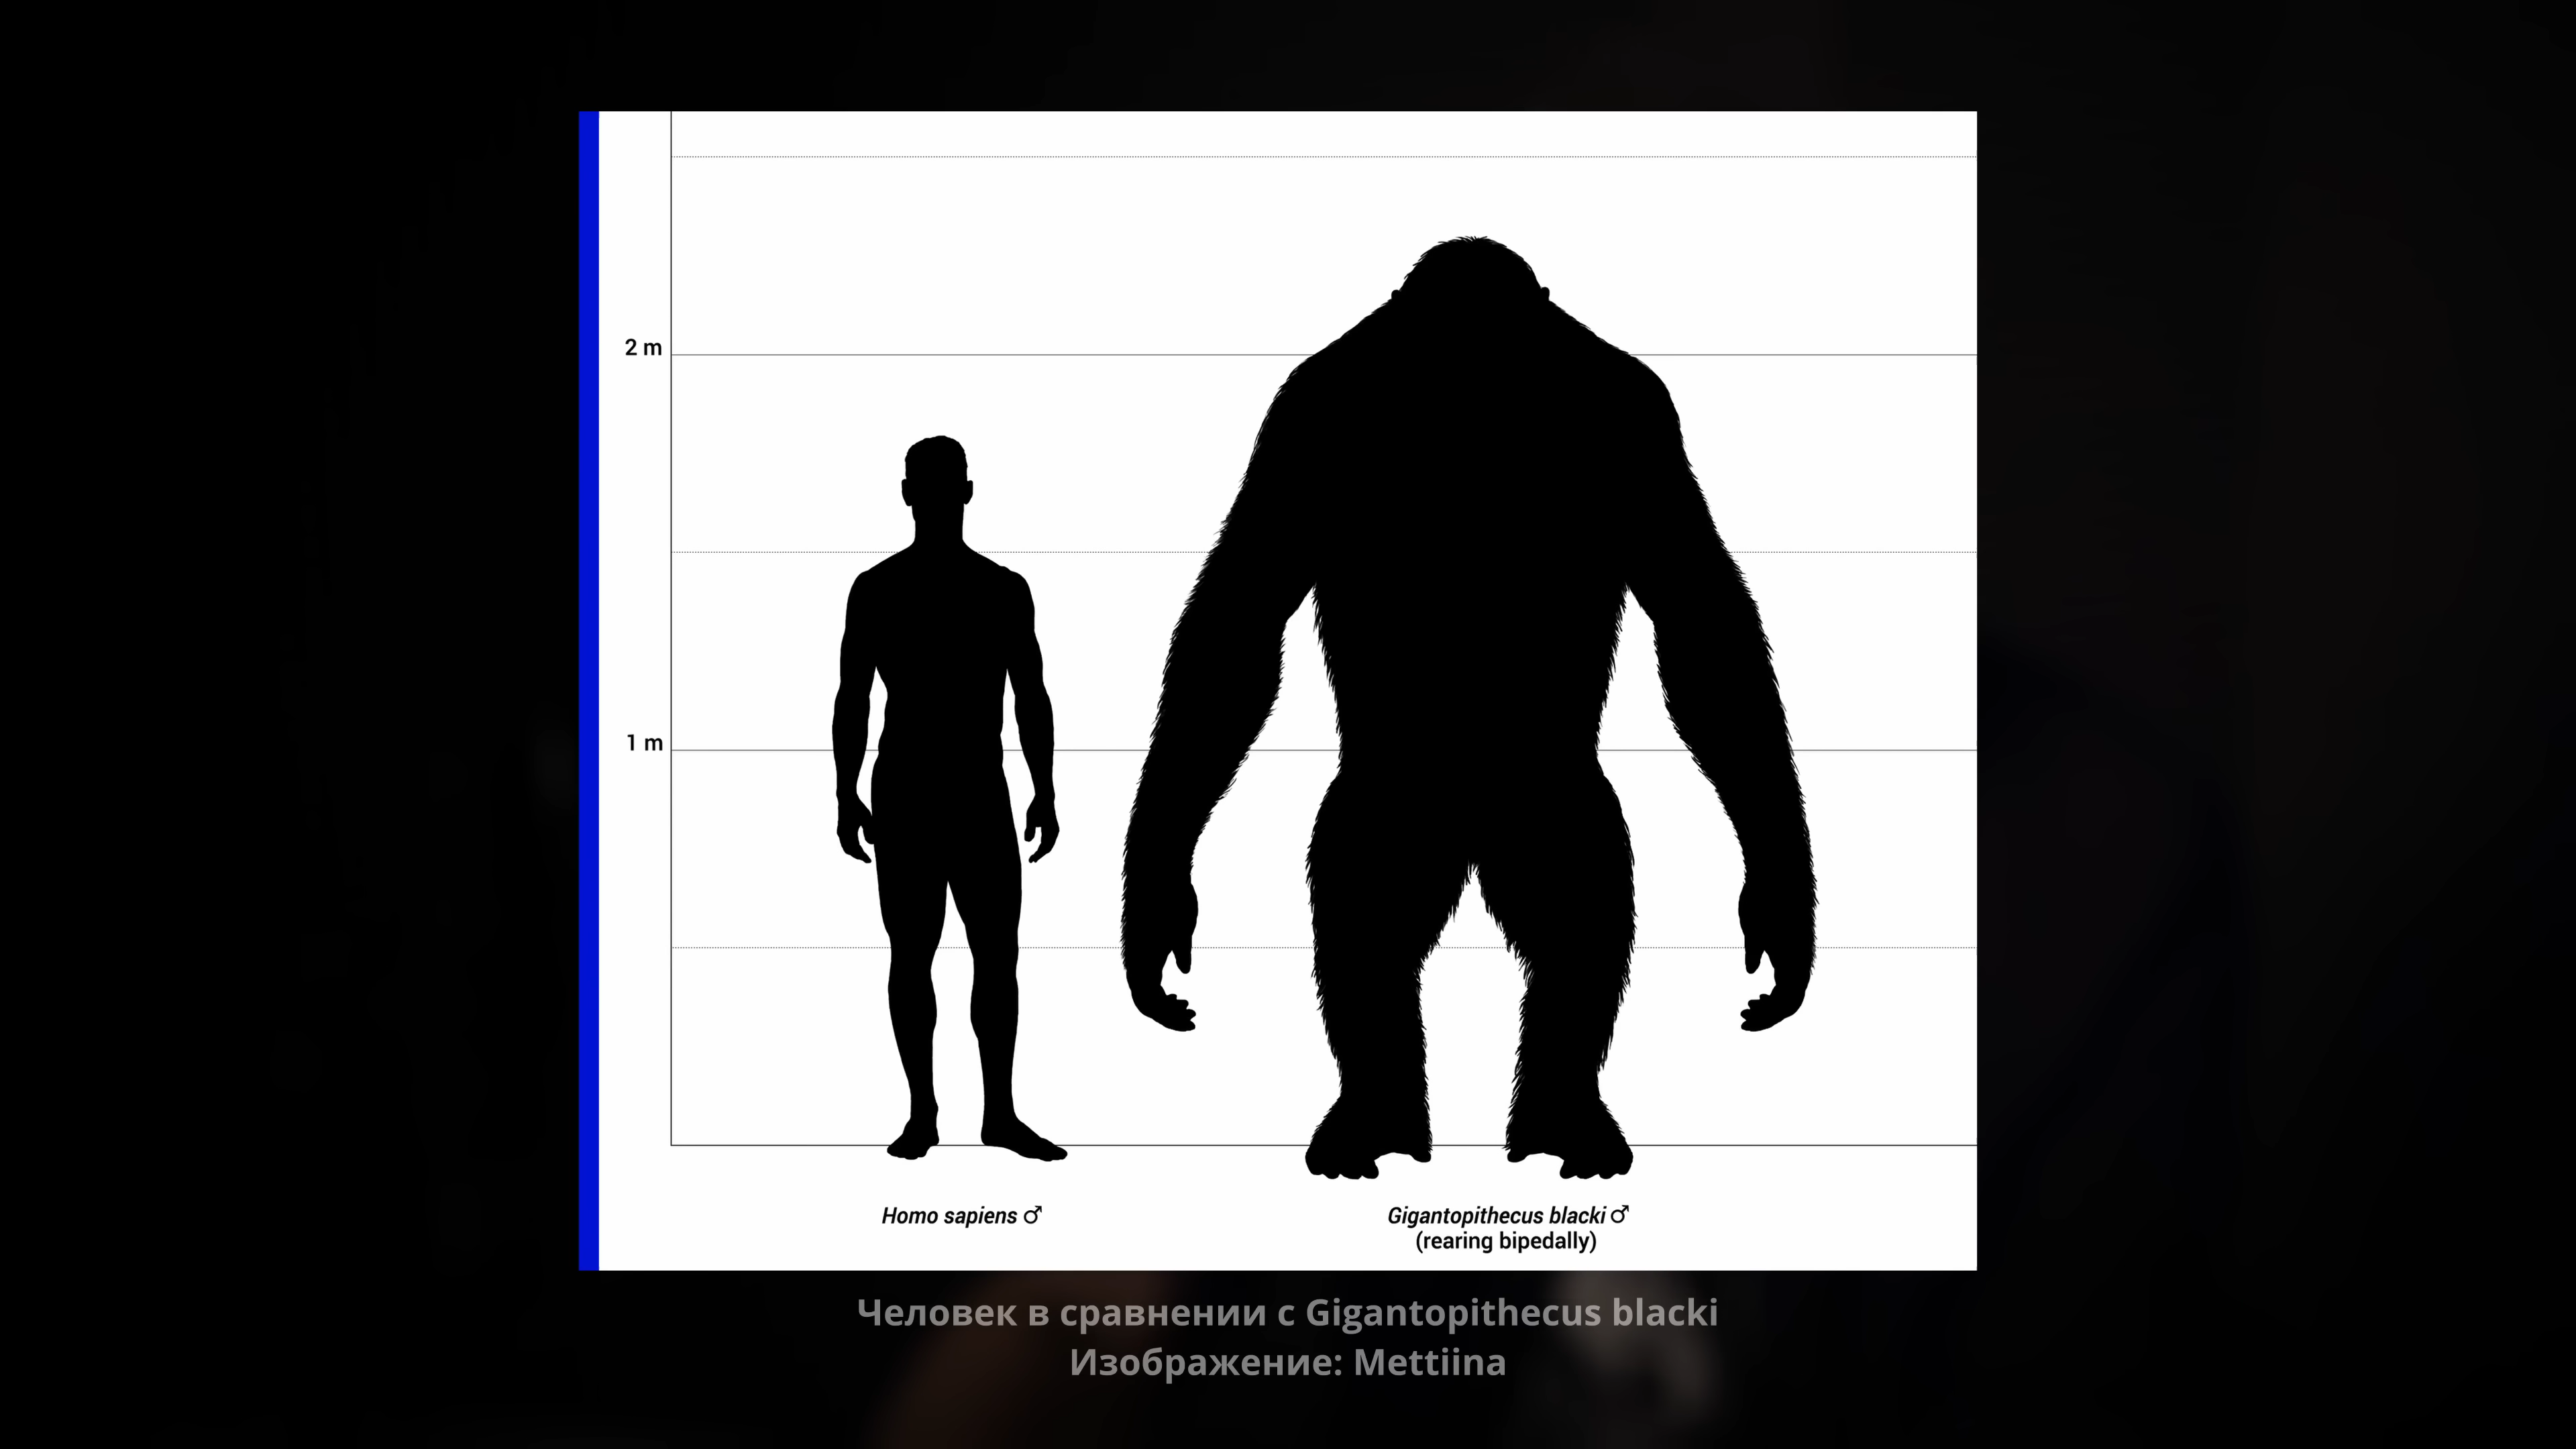 2 m
1 m
Homo sapiens ♂
Gigantopithecus blacki ♂
(rearing bipedally)
Человек в сравнении с Gigantopithecus blacki
Изображение: Mettiina